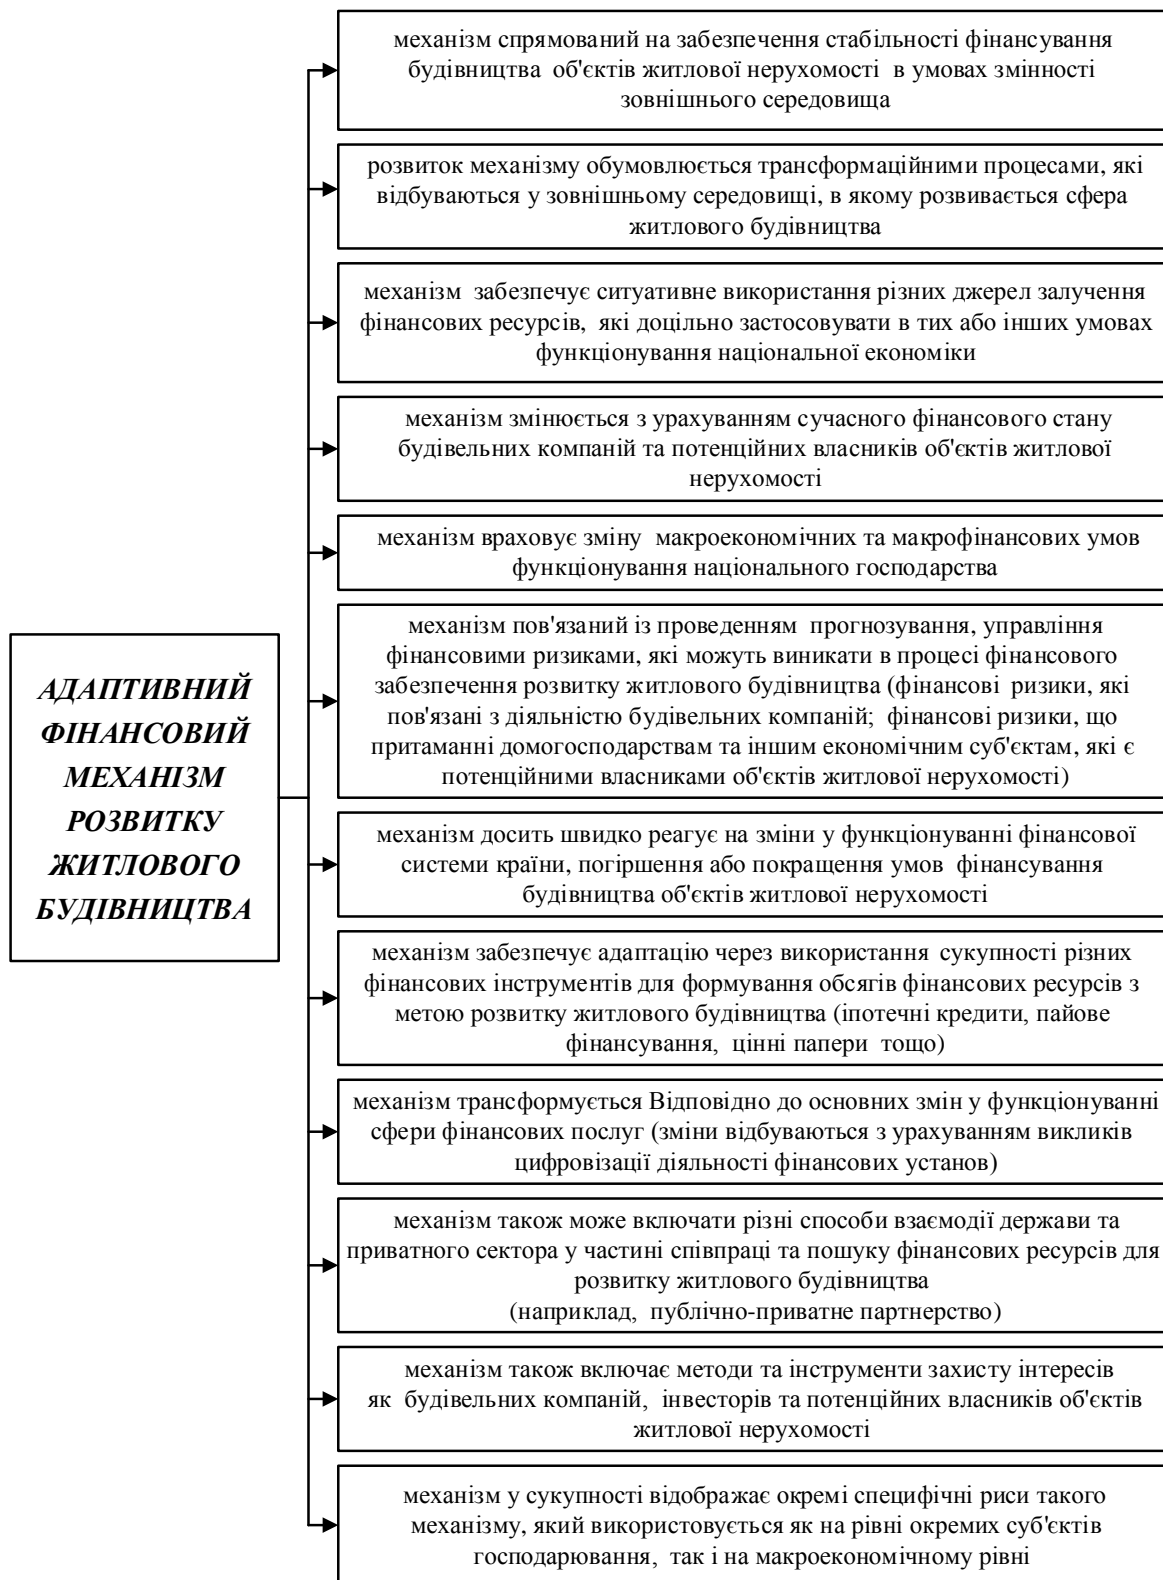 механізм спрямований на забезпечення стабільності фінансування
будівництва об'єктів житлової нерухомості в умовах змінності
зовнішнього середовища
розвиток механізму обумовлюється трансформаційними процесами, які
відбуваються у зовнішньому середовищі, в якому розвивається сфера
житлового будівництва
механізм забезпечує ситуативне використання різних джерел залучення
фінансових ресурсів, які доцільно застосовувати в тих або інших умовах
функціонування національної економіки
механізм змінюється з урахуванням сучасного фінансового стану
будівельних компаній та потенційних власників об'єктів житлової
нерухомості
механізм враховує зміну макроекономічних та макрофінансових умов
функціонування національного господарства
АДАПТИВНИЙ
ФІНАНСОВИЙ
МЕХАНІЗМ
РОЗВИТКУ
ЖИТЛОВОГО
БУДІВНИЦТВА
механізм пов'язаний із проведенням прогнозування, управління
фінансовими ризиками, які можуть виникати в процесі фінансового
забезпечення розвитку житлового будівництва (фінансові ризики, які
пов'язані з діяльністю будівельних компаній; фінансові ризики, що
притаманні домогосподарствам та іншим економічним суб'єктам, які є
потенційними власниками об'єктів житлової нерухомості)
механізм досить швидко реагує на зміни у функціонуванні фінансової
системи країни, погіршення або покращення умов фінансування
будівництва об'єктів житлової нерухомості
механізм забезпечує адаптацію через використання сукупності різних
фінансових інструментів для формування обсягів фінансових ресурсів з
метою розвитку житлового будівництва (іпотечні кредити, пайове
фінансування, цінні папери тощо)
механізм трансформується Відповідно до основних змін у функціонуванні
сфери фінансових послуг (зміни відбуваються з урахуванням викликів
цифровізації діяльності фінансових установ)
механізм також може включати різні способи взаємодії держави та
приватного сектора у частині співпраці та пошуку фінансових ресурсів для
розвитку житлового будівництва
(наприклад, публічно-приватне партнерство)
механізм також включає методи та інструменти захисту інтересів
як будівельних компаній, інвесторів та потенційних власників об'єктів
житлової нерухомості
механізм у сукупності відображає окремі специфічні риси такого
механізму, який використовується як на рівні окремих суб'єктів
господарювання, так і на макроекономічному рівні